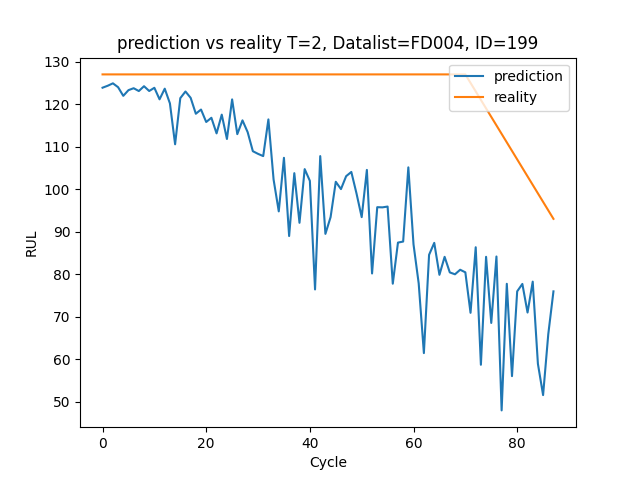 prediction vs reality T=2, Datalist=FD004, ID=199
prediction
reality
130
120
110
100
90
80
70
60
50
RUL
0 20 40 60 80
Cycle